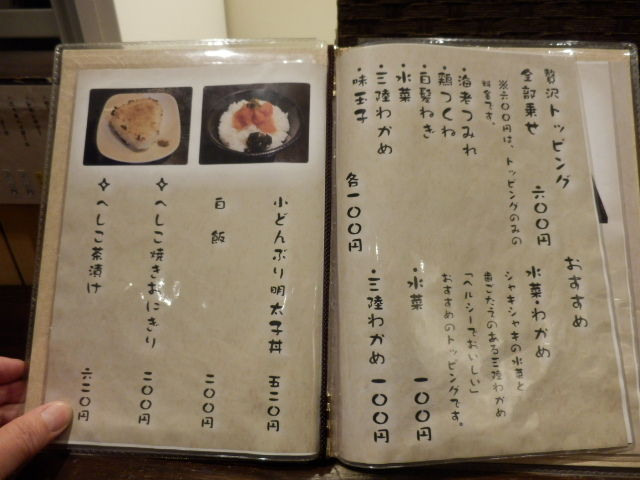 贅沢トッピング
全部乗せ 六〇〇円
※六〇〇円は、トッピングのみの
料金です。
・海老つみれ
・鶏つくね
・白髪ねぎ
・水菜
・三陸わかめ
・味玉子
各一〇〇円
おすすめ
水菜・わかめ
シャキシャキの水菜と
歯ごたえのある三陸わかめ
「ヘルシーでおいしい」
おすすめのトッピングです。
・水菜 一〇〇円
・三陸わかめ 一〇〇円
小どんぶり明太子丼 五二〇円
白飯 二〇〇円
へしこ焼きおにぎり 二〇〇円
へしこ茶漬け 六二〇円